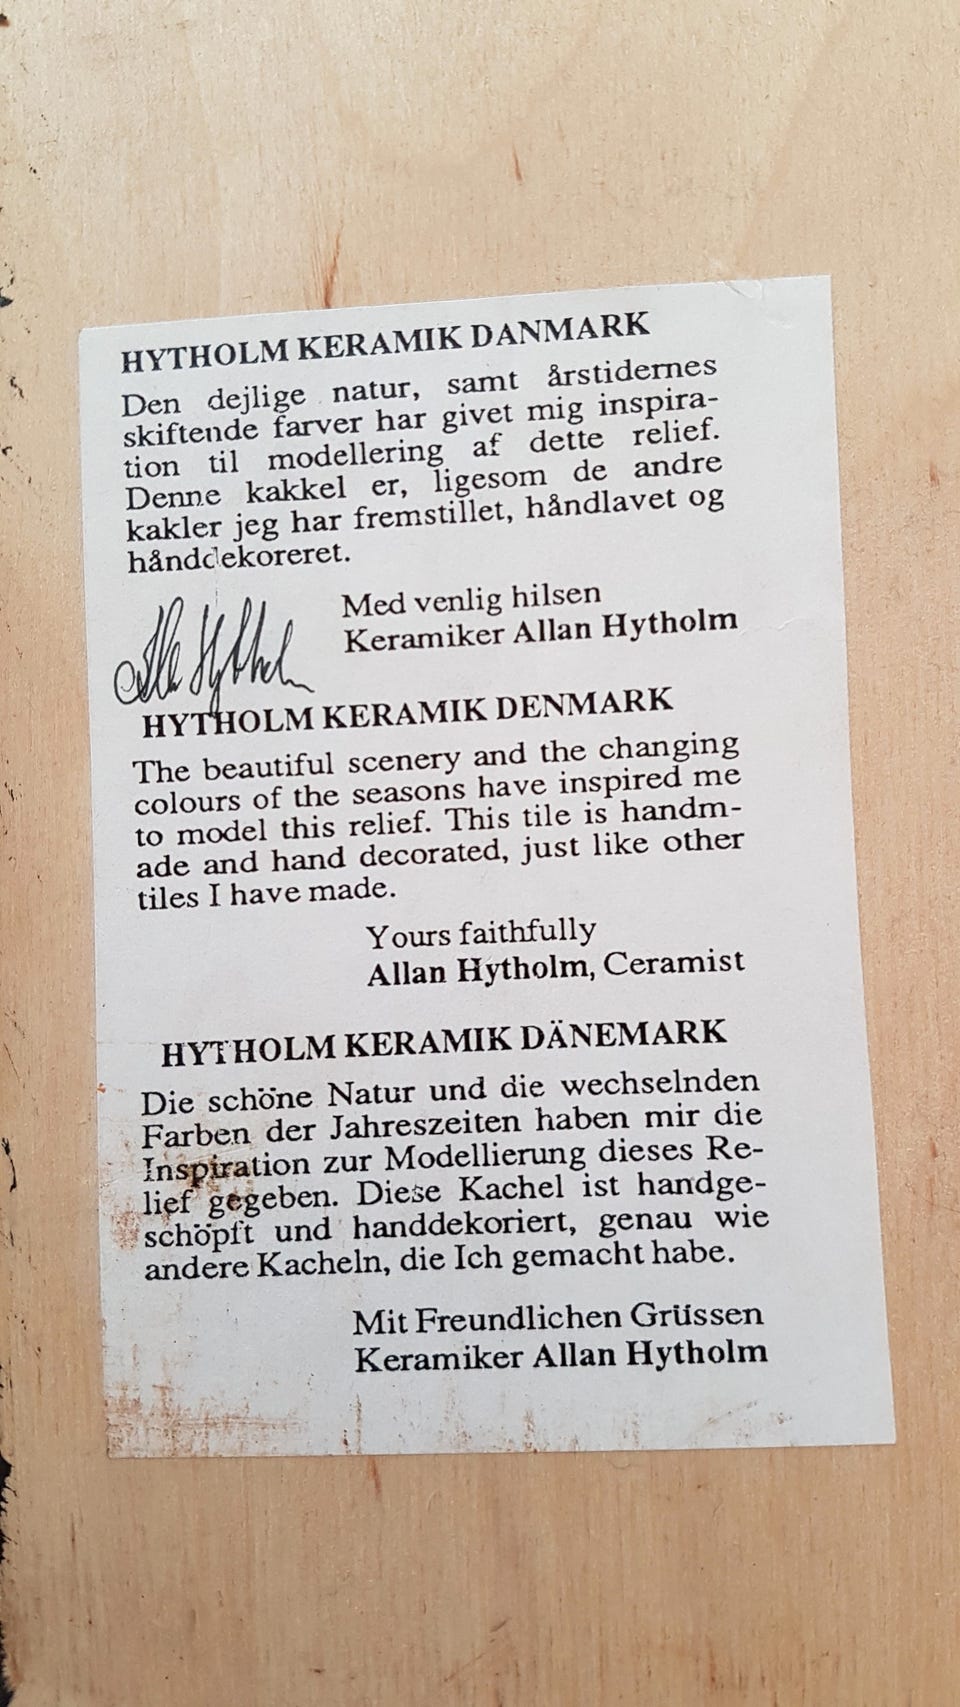 HYTHOLM KERAMIK DANMARK
Den dejlige natur, samt årstidernes
skiftende farver har givet mig inspira-
tion til modellering af dette relief.
Denne kakkel er, ligesom de andre
kakler jeg har fremstillet, håndlavet og
hånddekoreret.
Med venlig hilsen
Keramiker Allan Hytholm
HYTHOLM KERAMIK DENMARK
The beautiful scenery and the changing
colours of the seasons have inspired me
to model this relief. This tile is handm-
ade and hand decorated, just like other
tiles I have made.
Yours faithfully
Allan Hytholm, Ceramist
HYTHOLM KERAMIK DÄNEMARK
Die schöne Natur und die wechselnden
Farben der Jahreszeiten haben mir die
Inspiration zur Modellierung dieses Re-
lief gegeben. Diese Kachel ist handge-
schöpft und handdekoriert, genau wie
andere Kacheln, die Ich gemacht habe.
Mit Freundlichen Grüssen
Keramiker Allan Hytholm